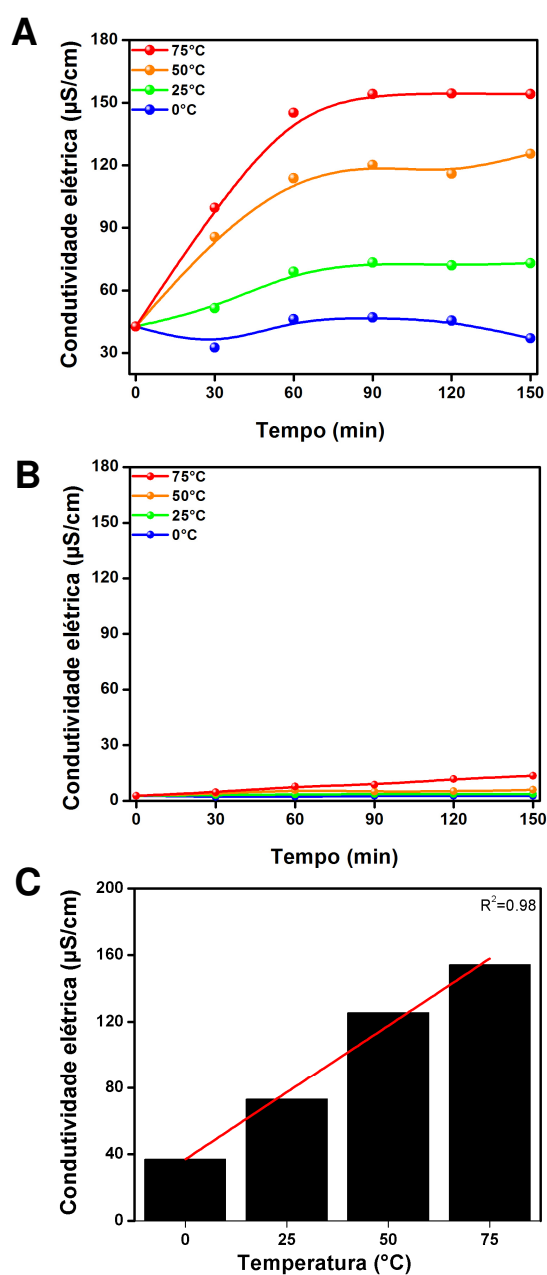 A
Condutividade elétrica (µS/cm)
180
150
120
90
60
30
75°C
50°C
25°C
0°C
0 30 60 90 120 150
Tempo (min)
B
Condutividade elétrica (µS/cm)
180
150
120
90
60
30
0
75°C
50°C
25°C
0°C
0 30 60 90 120 150
Tempo (min)
C
Condutividade elétrica (µS/cm)
200
160
120
80
40
0
R²=0.98
0 25 50 75
Temperatura (°C)